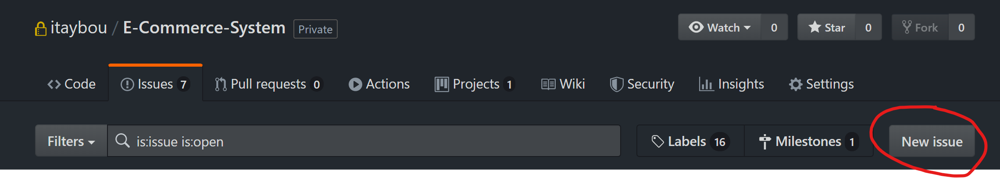 itaybou / E-Commerce-System Private Watch 0 Star 0 Fork 0
Code Issues 7 Pull requests 0 Actions Projects 1 Wiki Security Insights Settings
Filters is:issue is:open Labels 16 Milestones 1 New issue